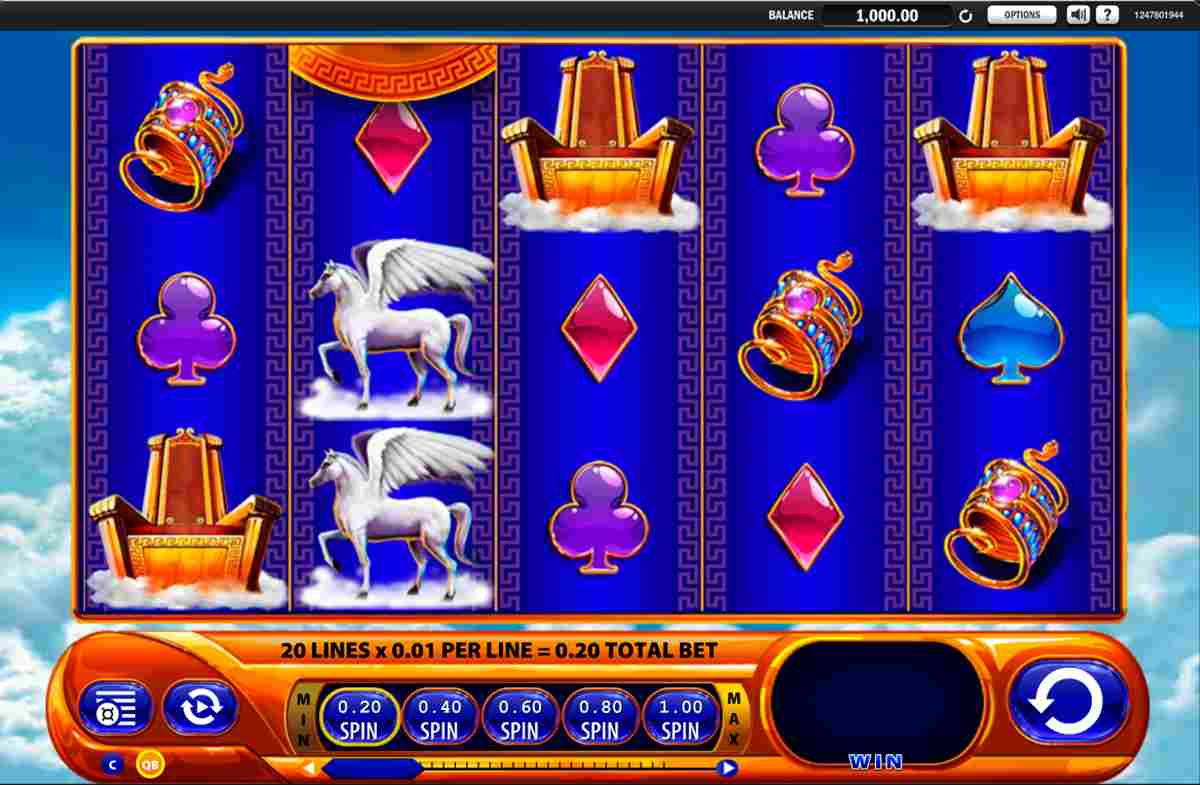 BALANCE 1,000.00 OPTIONS ? 1247801944
20 LINES x 0.01 PER LINE = 0.20 TOTAL BET
MIN 0.20 SPIN 0.40 SPIN 0.60 SPIN 0.80 SPIN 1.00 SPIN MAX
C QB
WIN